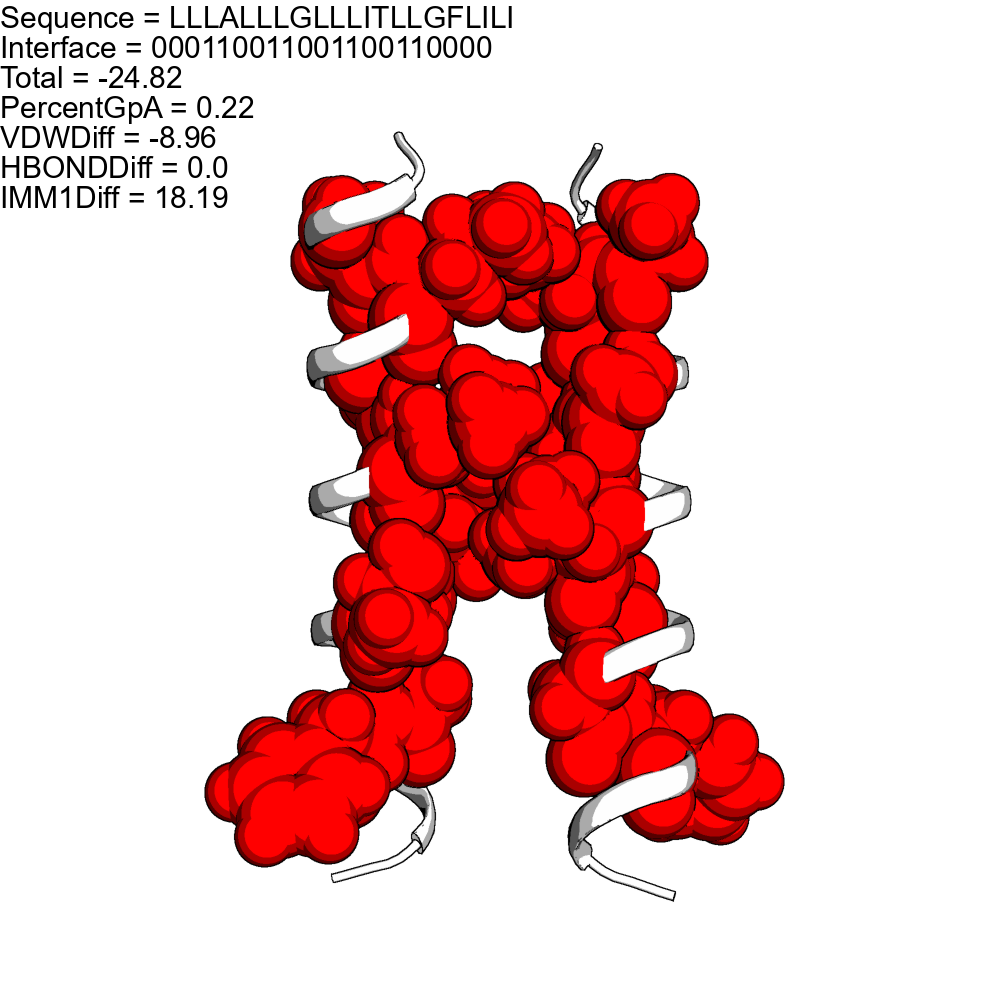 Sequence = LLLALLLGLLLITLLGFLILI
Interface = 000110011001100110000
Total = -24.82
PercentGpA = 0.22
VDWDiff = -8.96
HBONDDiff = 0.0
IMM1Diff = 18.19